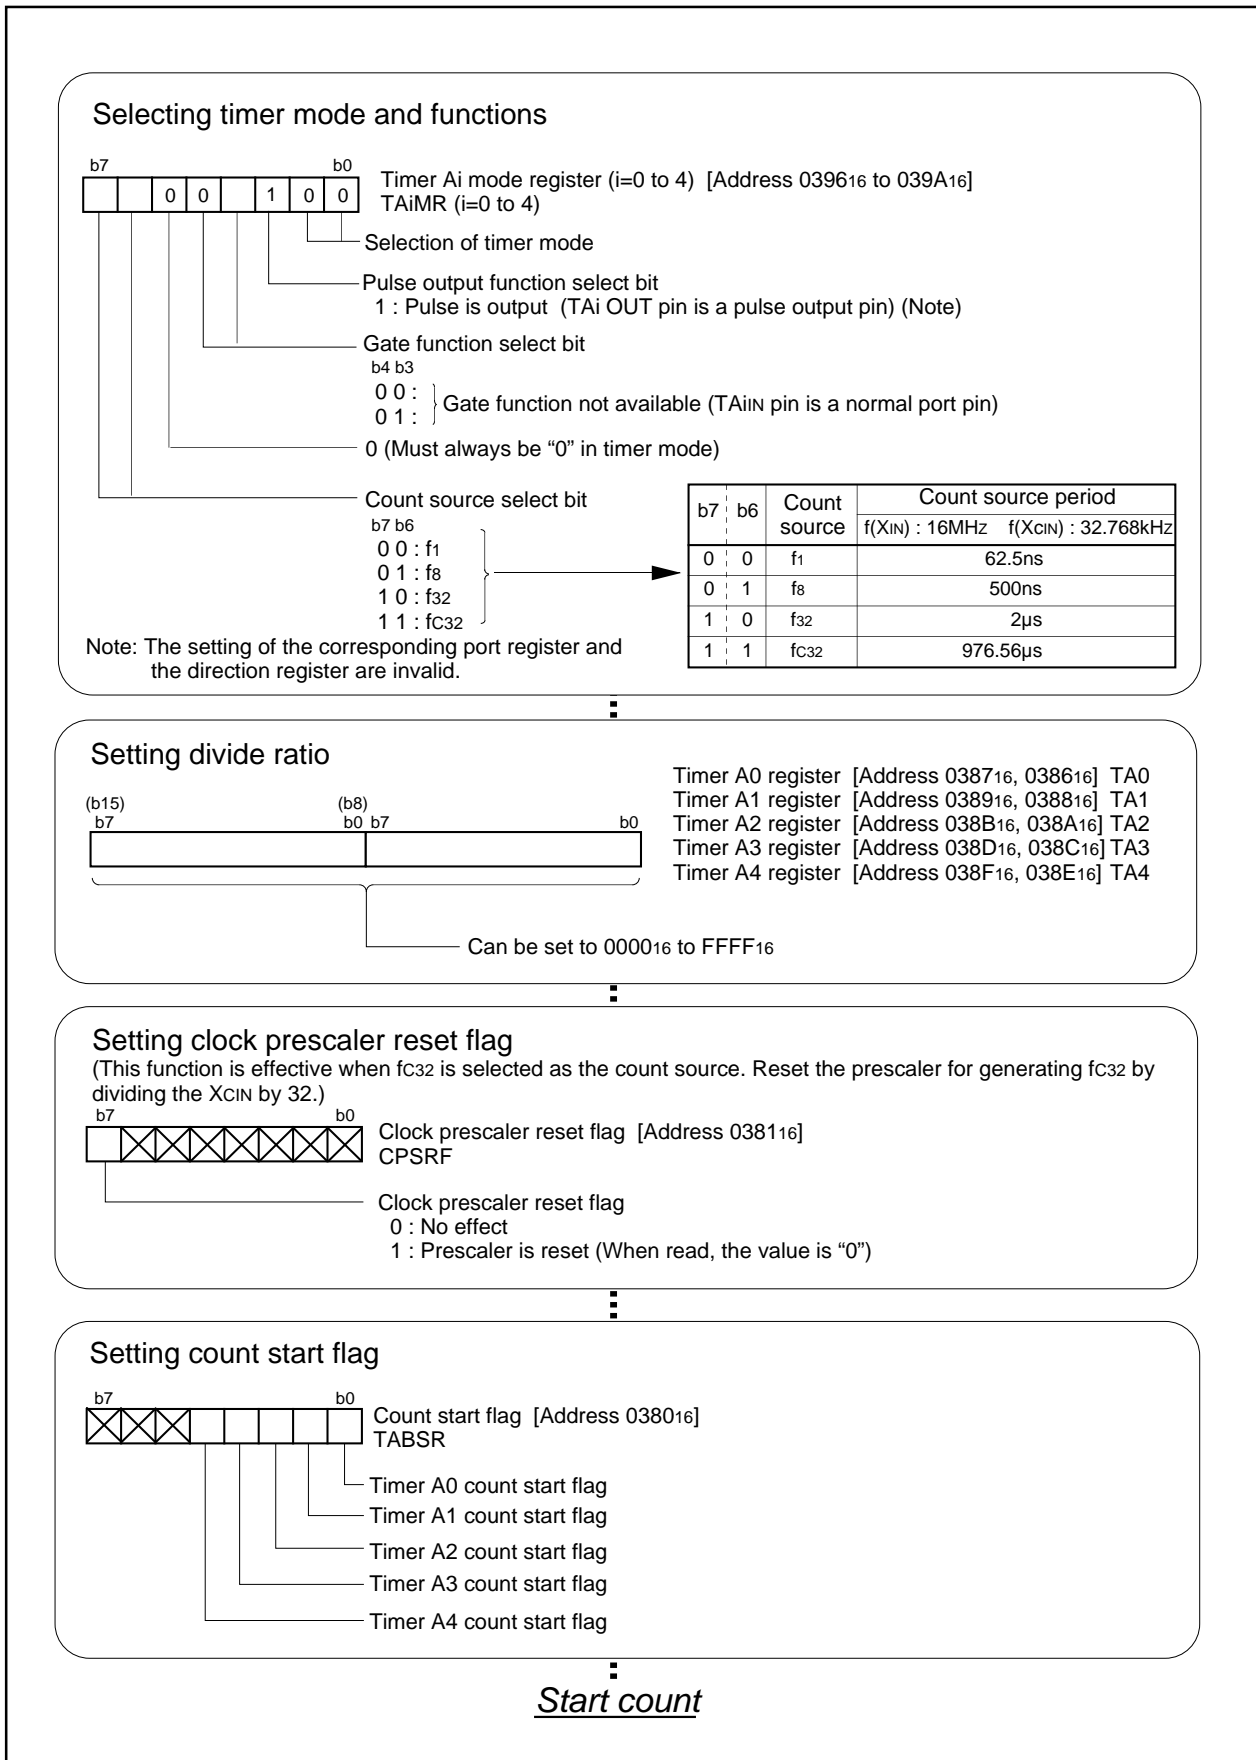 Selecting timer mode and functions
b7 b0
0 0 1 0 0
Timer Ai mode register (i=0 to 4) [Address 039616 to 039A16]
TAiMR (i=0 to 4)
Selection of timer mode
Pulse output function select bit
1 : Pulse is output (TAi OUT pin is a pulse output pin) (Note)
Gate function select bit
b4 b3
0 0 :
0 1 :
Gate function not available (TAiIN pin is a normal port pin)
0 (Must always be “0” in timer mode)
Count source select bit
b7 b6
0 0 : f1
0 1 : f8
1 0 : f32
1 1 : fC32
b7 b6 Count source Count source period
f(XIN) : 16MHZ f(XCIN) : 32.768kHZ
0 0 f1 62.5ns
0 1 f8 500ns
1 0 f32 2µs
1 1 fC32 976.56µs
Note: The setting of the corresponding port register and
the direction register are invalid.
Setting divide ratio
(b15) (b8)
b7 b0 b7 b0
Timer A0 register [Address 038716, 038616] TA0
Timer A1 register [Address 038916, 038816] TA1
Timer A2 register [Address 038B16, 038A16] TA2
Timer A3 register [Address 038D16, 038C16] TA3
Timer A4 register [Address 038F16, 038E16] TA4
Can be set to 000016 to FFFF16
Setting clock prescaler reset flag
(This function is effective when fC32 is selected as the count source. Reset the prescaler for generating fC32 by
dividing the XCIN by 32.)
b7 b0
Clock prescaler reset flag [Address 038116]
CPSRF
Clock prescaler reset flag
0 : No effect
1 : Prescaler is reset (When read, the value is “0”)
Setting count start flag
b7 b0
Count start flag [Address 038016]
TABSR
Timer A0 count start flag
Timer A1 count start flag
Timer A2 count start flag
Timer A3 count start flag
Timer A4 count start flag
Start count